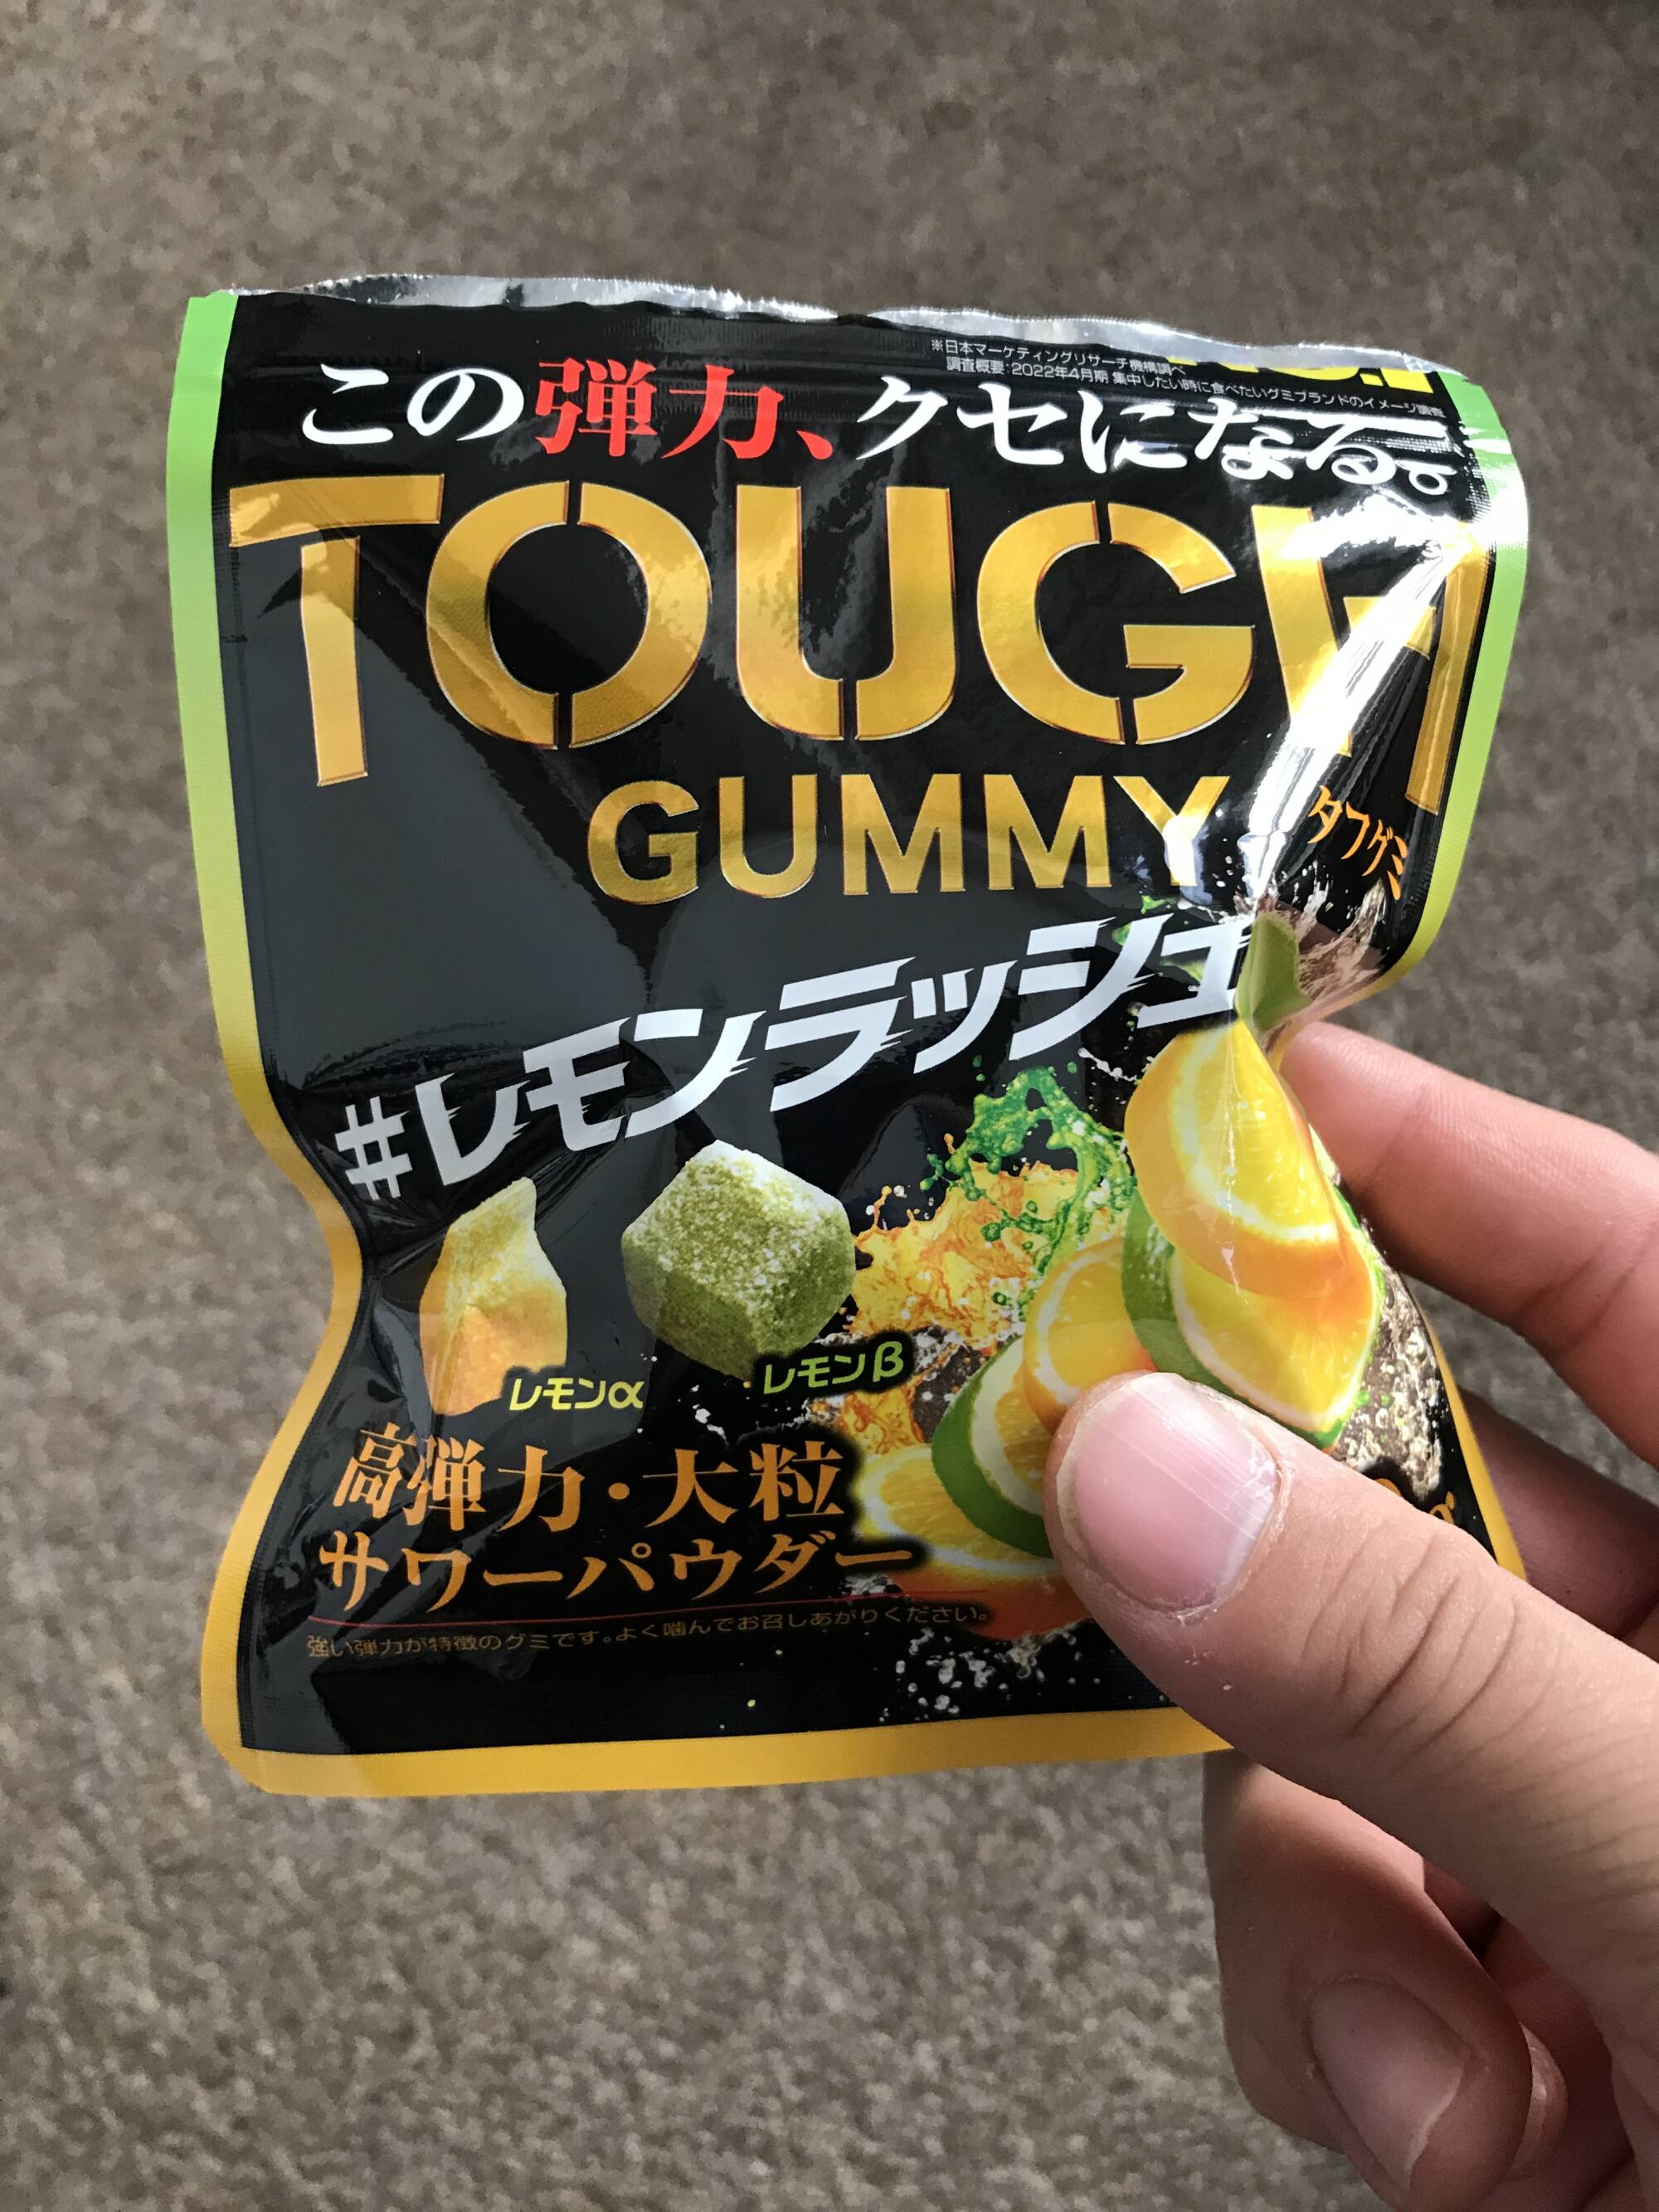 ※日本マーケティングリサーチ機構調べ
調査概要:2022年4月期 集中したい時に食べたいグミブランドのイメージ調査
この弾力、クセになる。
TOUGH
GUMMY
タフグミ
#レモンラッシュ
レモンα
レモンβ
高弾力・大粒
サワーパウダー
強い弾力が特徴のグミです。よく噛んでお召しあがりください。